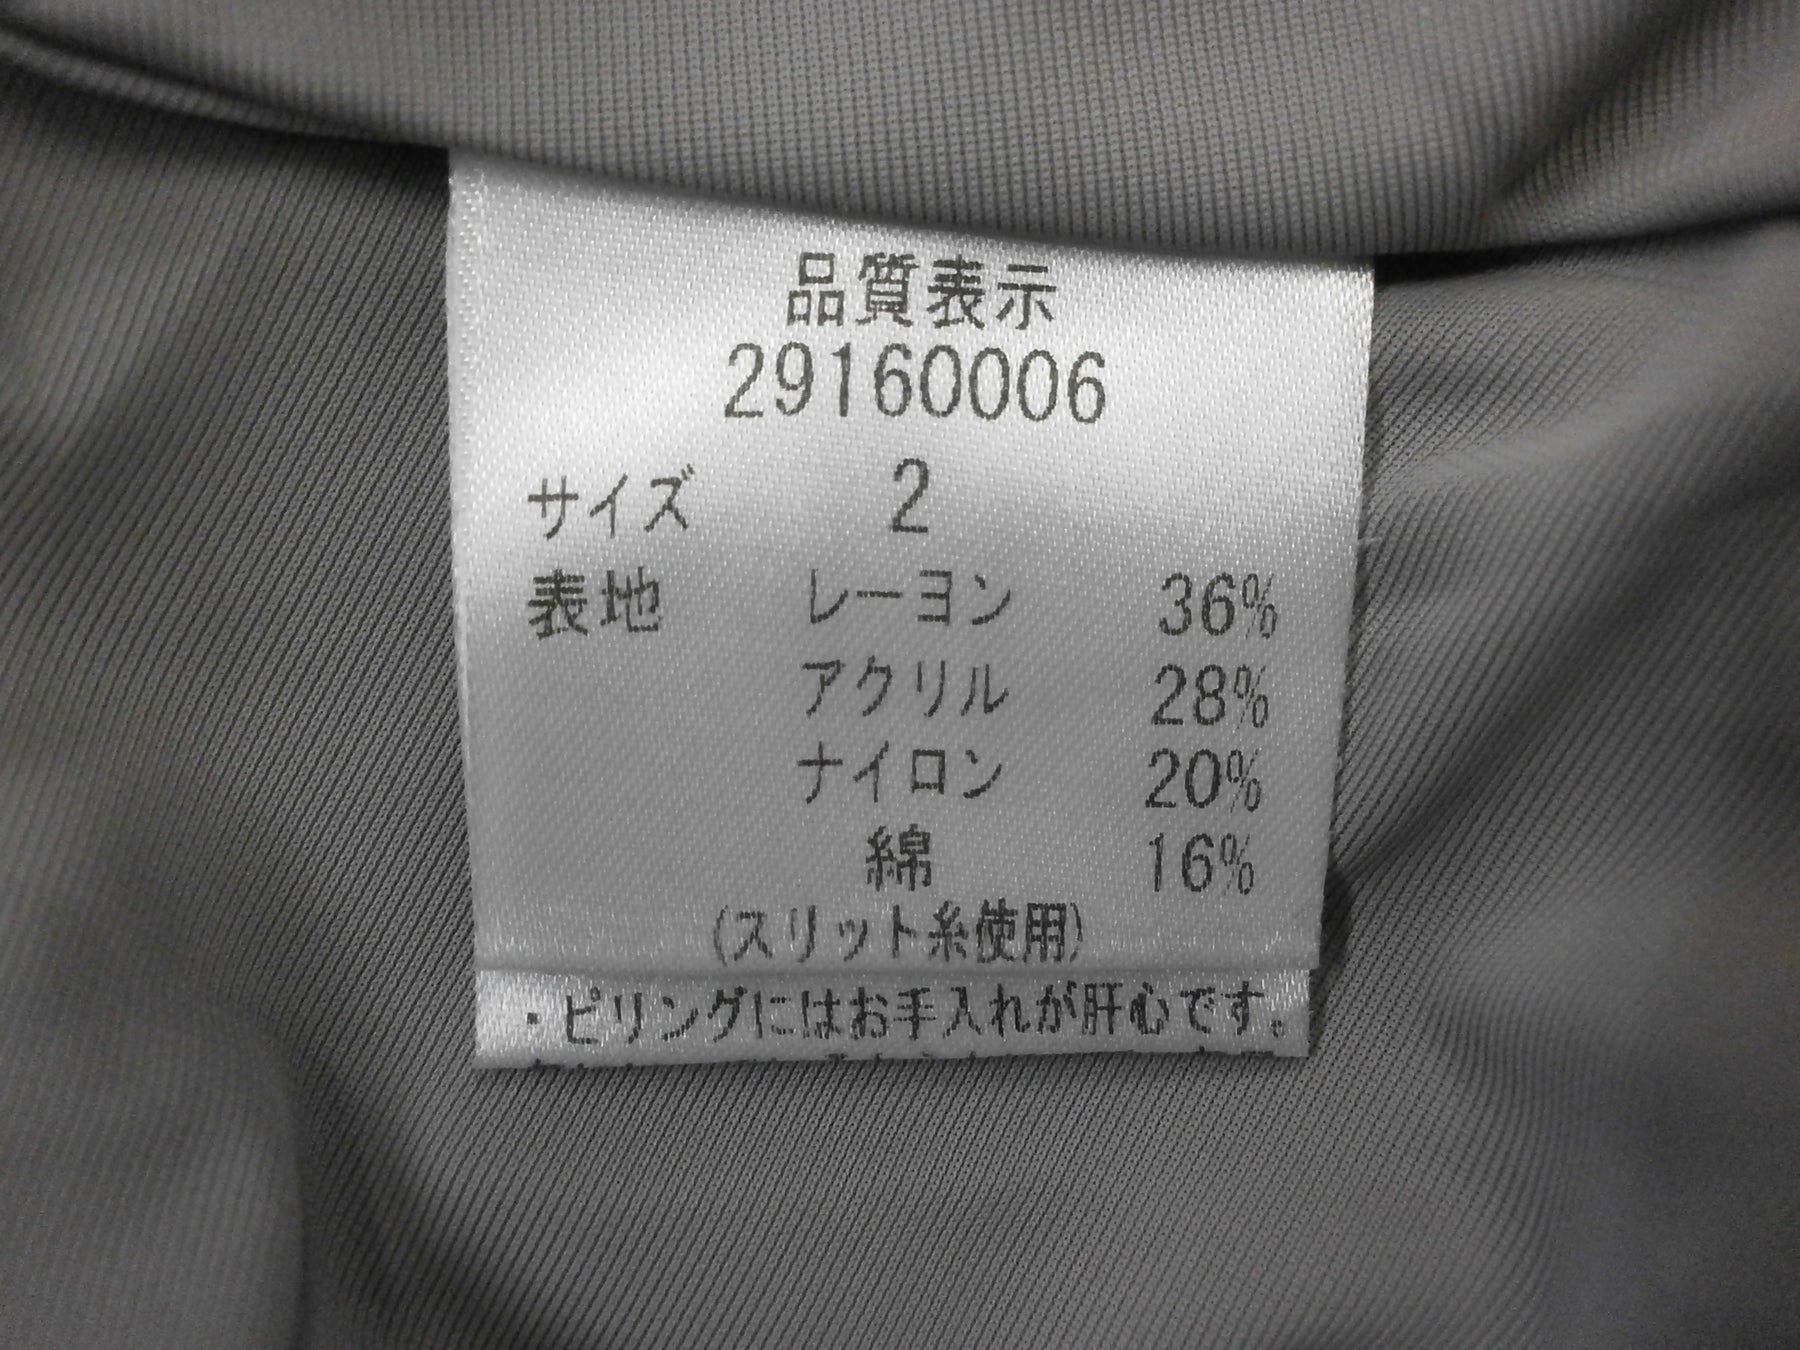 品質表示
29160006
サイズ 2
表地 レーヨン 36%
アクリル 28%
ナイロン 20%
綿 16%
(スリット糸使用)
・ピリングにはお手入れが肝心です。